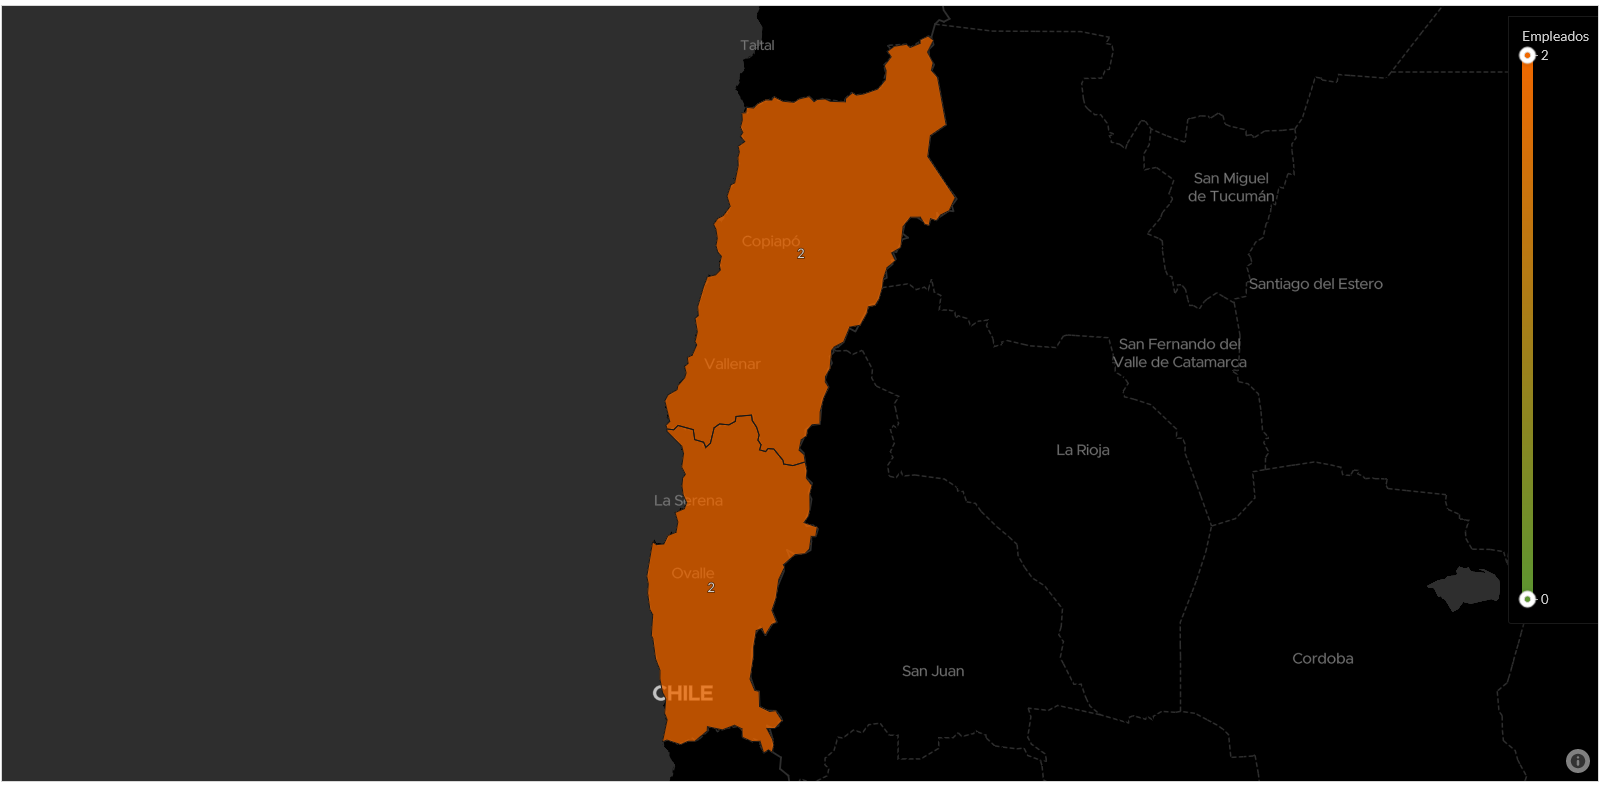 Taltal
Empleados
2
San Miguel
de Tucumán
Copiapó
2
Santiago del Estero
San Fernando del
Valle de Catamarca
Vallenar
La Rioja
La Serena
Ovalle
2
0
Cordoba
San Juan
CHILE